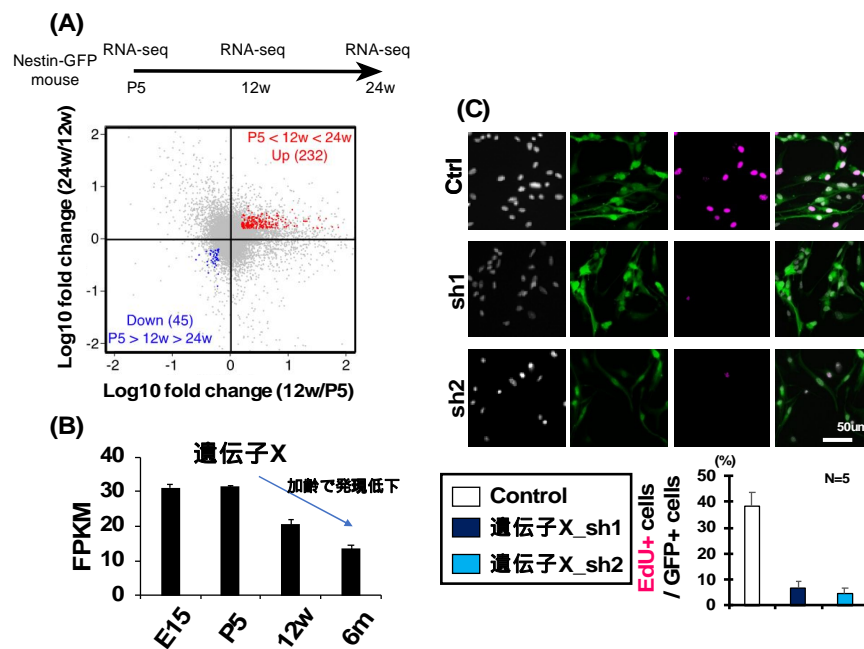 (A)
RNA-seq RNA-seq RNA-seq
Nestin-GFP
mouse
P5 12w 24w
Log10 fold change (24w/12w)
2
1
0
-1
-2
P5 < 12w < 24w
Up (232)
Down (45)
P5 > 12w > 24w
-2 -1 0 1 2
Log10 fold change (12w/P5)
(B)
遺伝子X
加齢で発現低下
FPKM
40
30
20
10
0
E15 P5 12w 6m
(C)
Ctrl
sh1
sh2
50um
Control
遺伝子X_sh1
遺伝子X_sh2
(%)
N=5
EdU+ cells
/ GFP+ cells
50
40
30
20
10
0